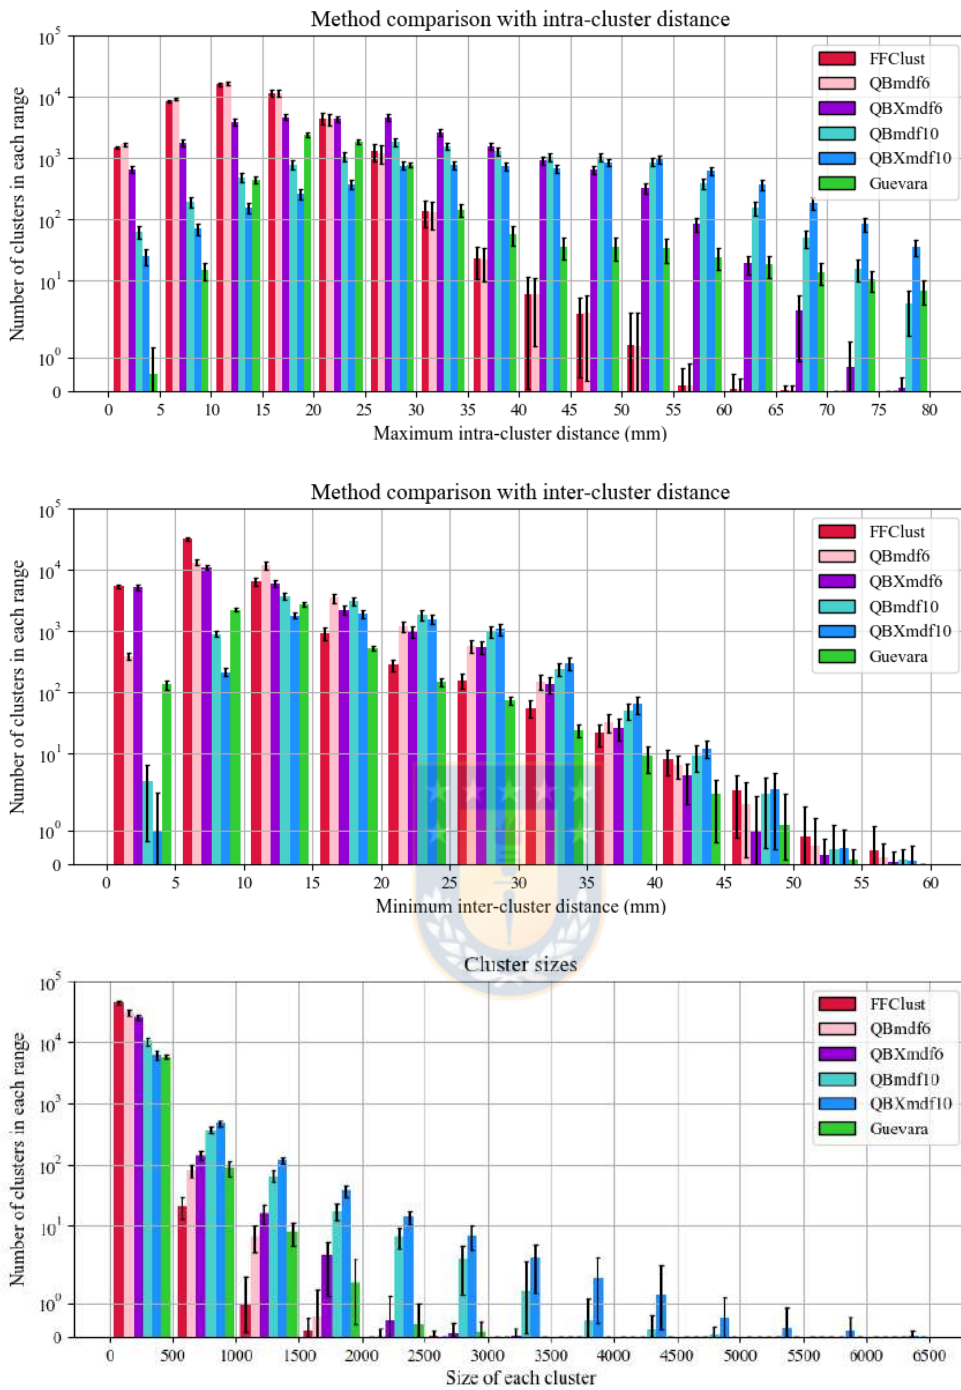 Method comparison with intra-cluster distance
Number of clusters in each range
10^5
10^4
10^3
10^2
10^1
10^0
0
FFClust
QBmdf6
QBXmdf6
QBmdf10
QBXmdf10
Guevara
0 5 10 15 20 25 30 35 40 45 50 55 60 65 70 75 80
Maximum intra-cluster distance (mm)
Method comparison with inter-cluster distance
Number of clusters in each range
10^5
10^4
10^3
10^2
10^1
10^0
0
FFClust
QBmdf6
QBXmdf6
QBmdf10
QBXmdf10
Guevara
0 5 10 15 20 25 30 35 40 45 50 55 60
Minimum inter-cluster distance (mm)
Cluster sizes
Number of clusters in each range
10^5
10^4
10^3
10^2
10^1
10^0
0
FFClust
QBmdf6
QBXmdf6
QBmdf10
QBXmdf10
Guevara
0 500 1000 1500 2000 2500 3000 3500 4000 4500 5000 5500 6000 6500
Size of each cluster